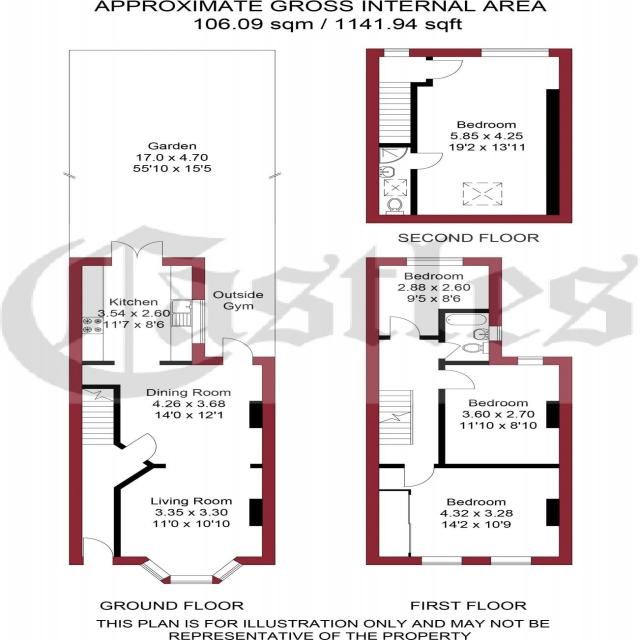 APPROXIMATE GROSS INTERNAL AREA
106.09 sqm / 1141.94 sqft
Garden
17.0 x 4.70
55'10 x 15'5
Bedroom
5.85 x 4.25
19'2 x 13'11
SECOND FLOOR
Castles
Kitchen
3.54 x 2.60
11'7 x 8'6
Outside
Gym
Dining Room
4.26 x 3.68
14'0 x 12'1
Living Room
3.35 x 3.30
11'0 x 10'10
Bedroom
2.88 x 2.60
9'5 x 8'6
Bedroom
3.60 x 2.70
11'10 x 8'10
Bedroom
4.32 x 3.28
14'2 x 10'9
GROUND FLOOR
FIRST FLOOR
THIS PLAN IS FOR ILLUSTRATION ONLY AND MAY NOT BE
REPRESENTATIVE OF THE PROPERTY